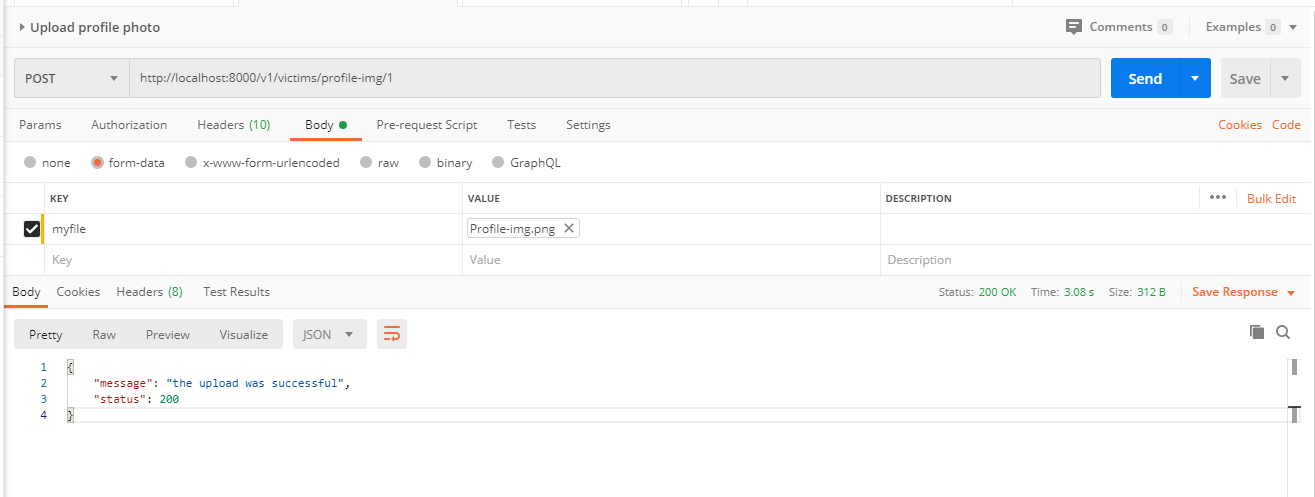 Upload profile photo Comments 0 Examples 0
POST http://localhost:8000/v1/victims/profile-img/1 Send Save
Params Authorization Headers (10) Body Pre-request Script Tests Settings Cookies Code
none form-data x-www-form-urlencoded raw binary GraphQL
KEY VALUE DESCRIPTION ••• Bulk Edit
myfile Profile-img.png
Key Value Description
Body Cookies Headers (8) Test Results Status: 200 OK Time: 3.08 s Size: 312 B Save Response
Pretty Raw Preview Visualize JSON
1 {
2 "message": "the upload was successful",
3 "status": 200
4 }